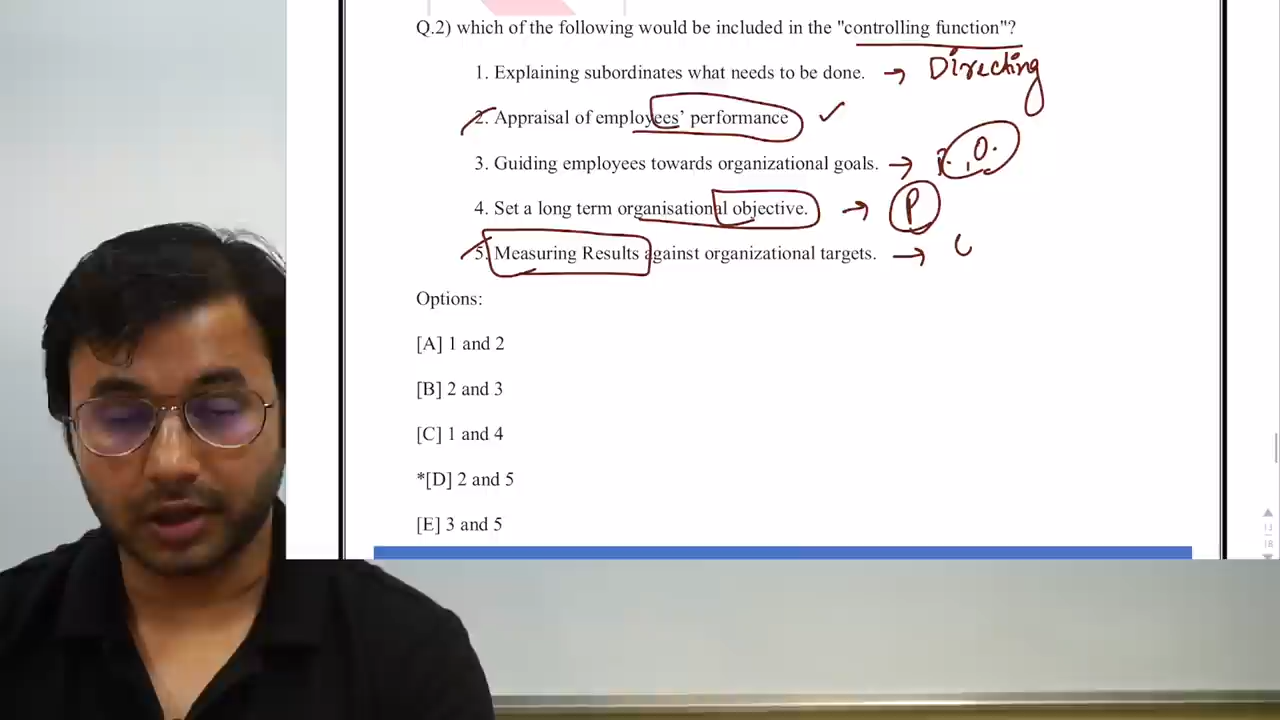 Q.2) which of the following would be included in the "controlling function"?
1. Explaining subordinates what needs to be done. → Directing
2. Appraisal of employees' performance ✓
3. Guiding employees towards organizational goals. → O.
4. Set a long term organisational objective. → P
5. Measuring Results against organizational targets. →
Options:
[A] 1 and 2
[B] 2 and 3
[C] 1 and 4
*[D] 2 and 5
[E] 3 and 5